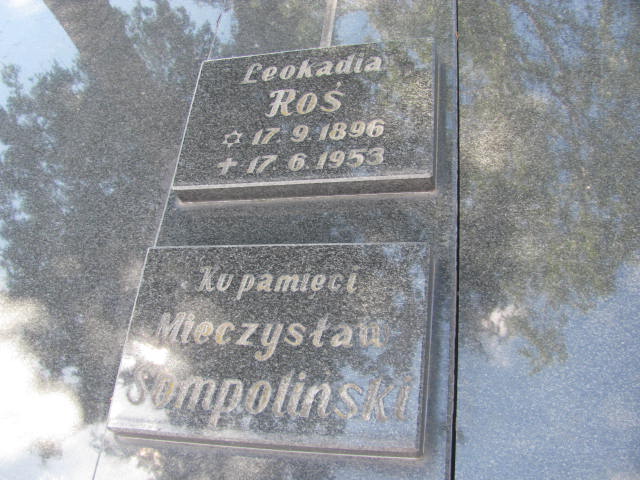 Leokadia
Roś
✡ 17.9.1896
✝ 17.6.1953
Ku pamięci
Mieczysław
Sompoliński